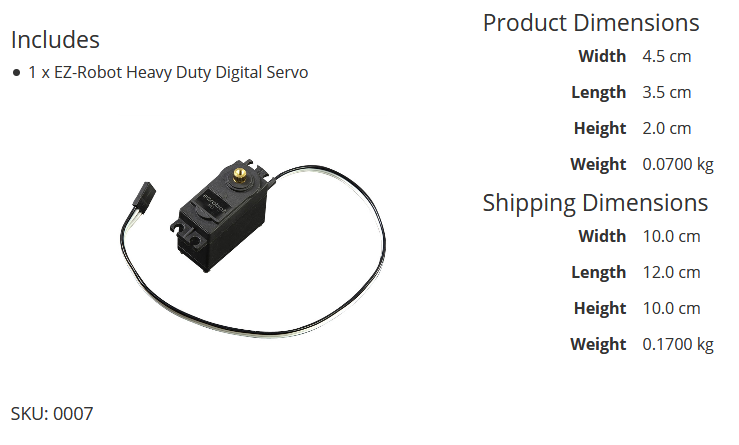 Includes
• 1 x EZ-Robot Heavy Duty Digital Servo
SKU: 0007
Product Dimensions
Width 4.5 cm
Length 3.5 cm
Height 2.0 cm
Weight 0.0700 kg
Shipping Dimensions
Width 10.0 cm
Length 12.0 cm
Height 10.0 cm
Weight 0.1700 kg